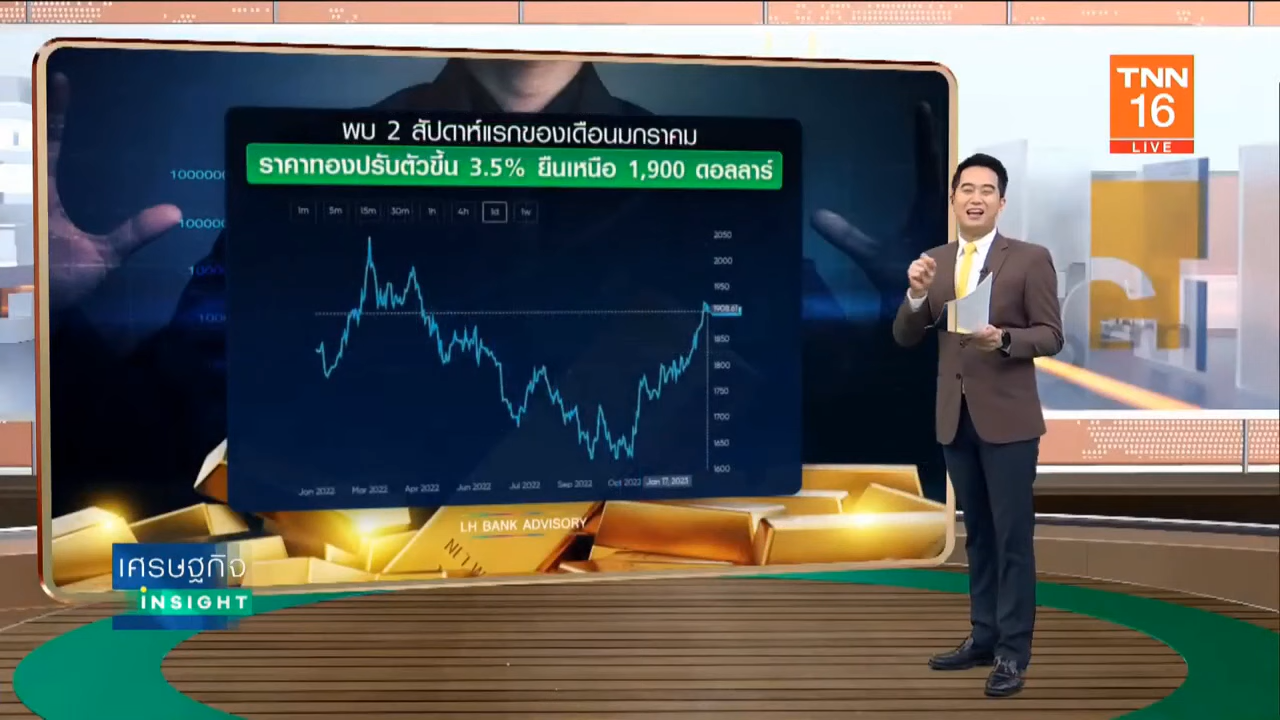 TNN
16
LIVE
พบ 2 สัปดาห์แรกของเดือนมกราคม
ราคาทองปรับตัวขึ้น 3.5% ยืนเหนือ 1,900 ดอลลาร์
1m 5m 15m 30m 1h 4h 1d 1w
2050
2000
1950
1908.61
1850
1800
1750
1700
1650
1600
Jan 2022 Mar 2022 Apr 2022 Jun 2022 Jul 2022 Sep 2022 Oct 2022 Jan 17, 2023
LH BANK ADVISORY
เศรษฐกิจ
INSIGHT